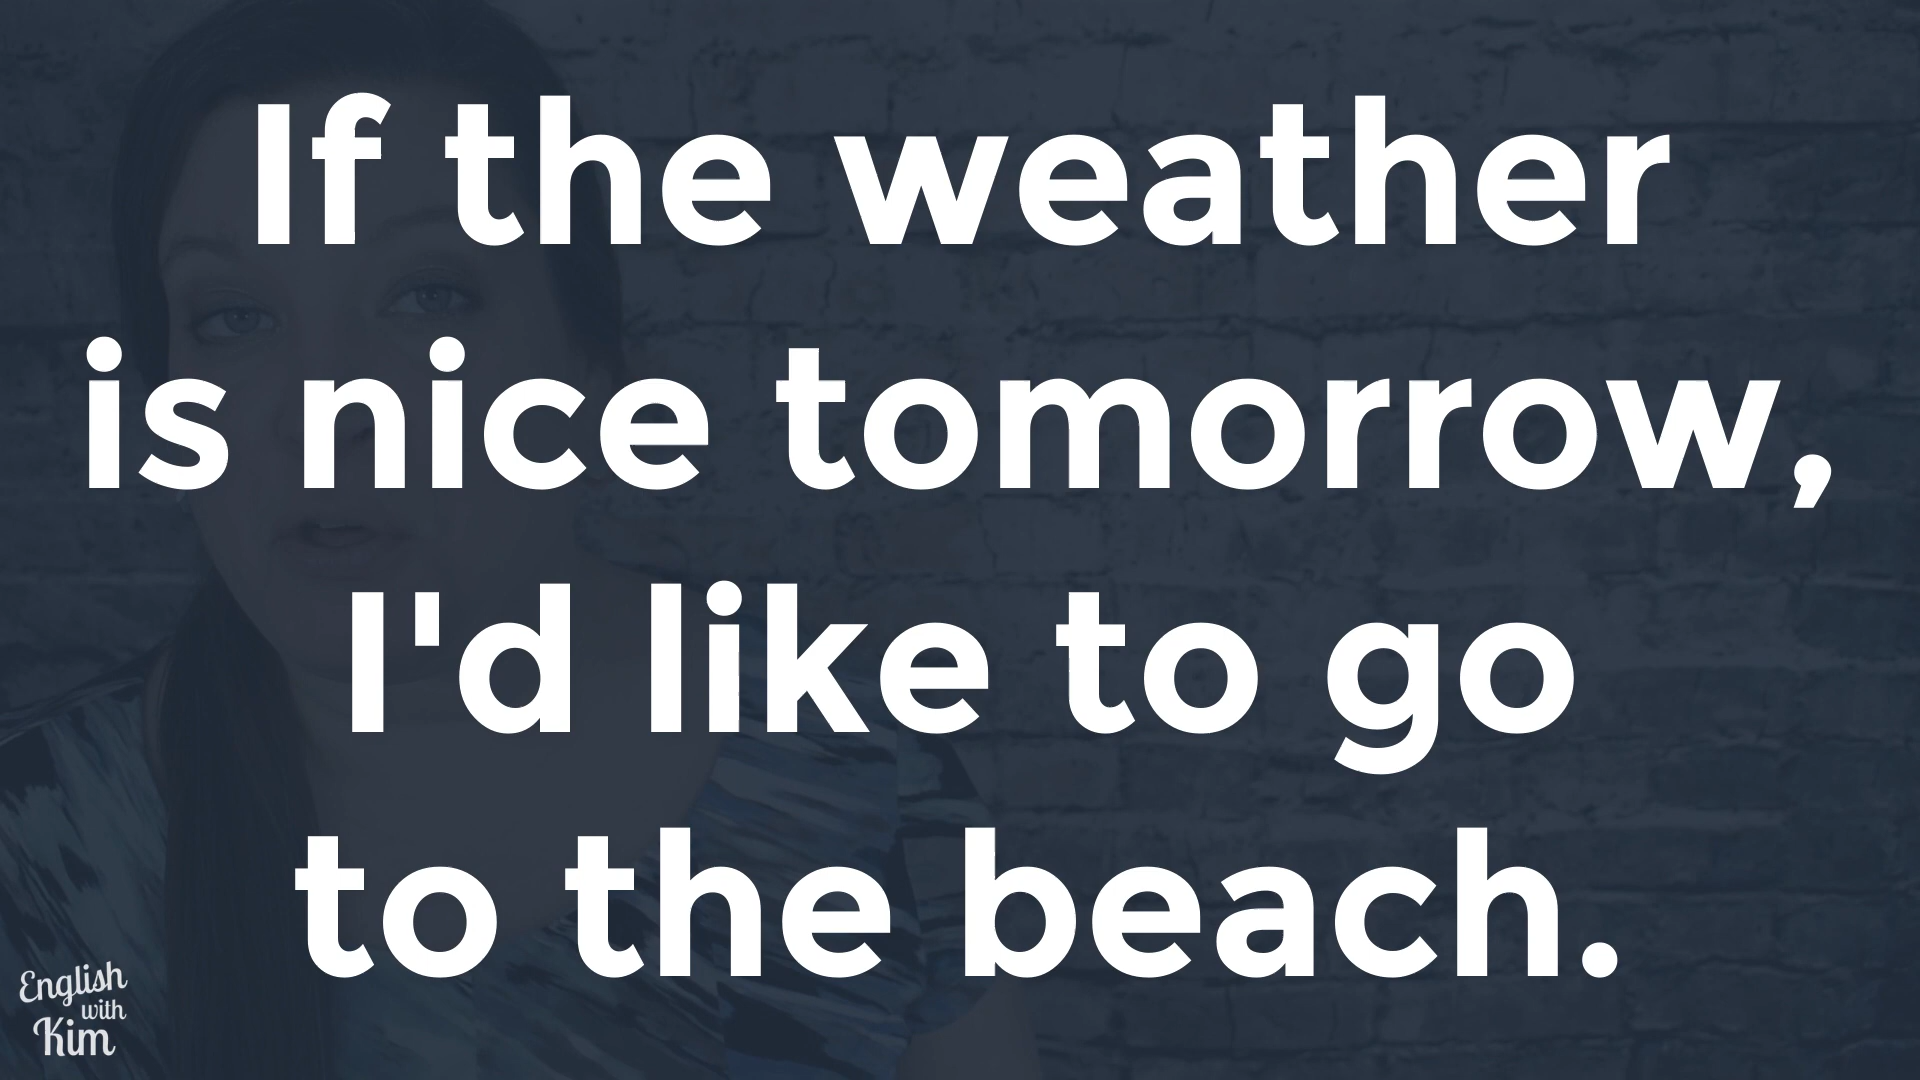 If the weather
is nice tomorrow,
I'd like to go
to the beach.
English
with
Kim